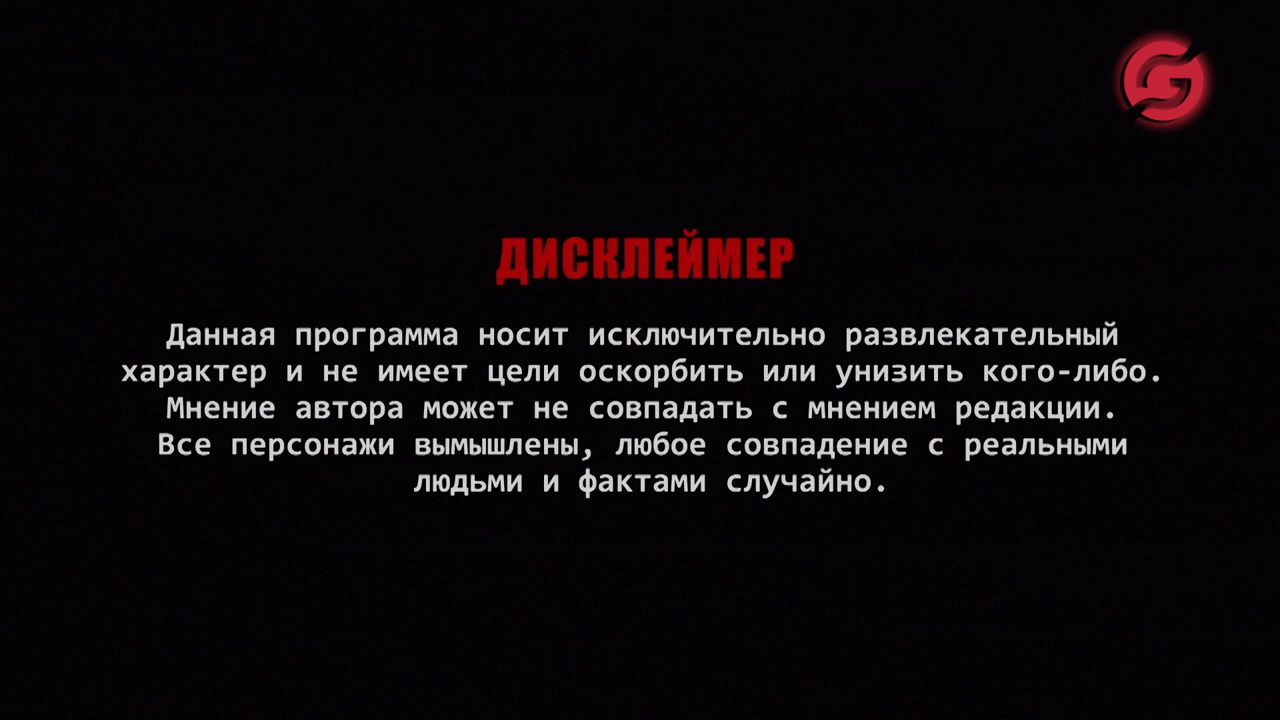 ДИСКЛЕЙМЕР
Данная программа носит исключительно развлекательный
характер и не имеет цели оскорбить или унизить кого-либо.
Мнение автора может не совпадать с мнением редакции.
Все персонажи вымышлены, любое совпадение с реальными
людьми и фактами случайно.